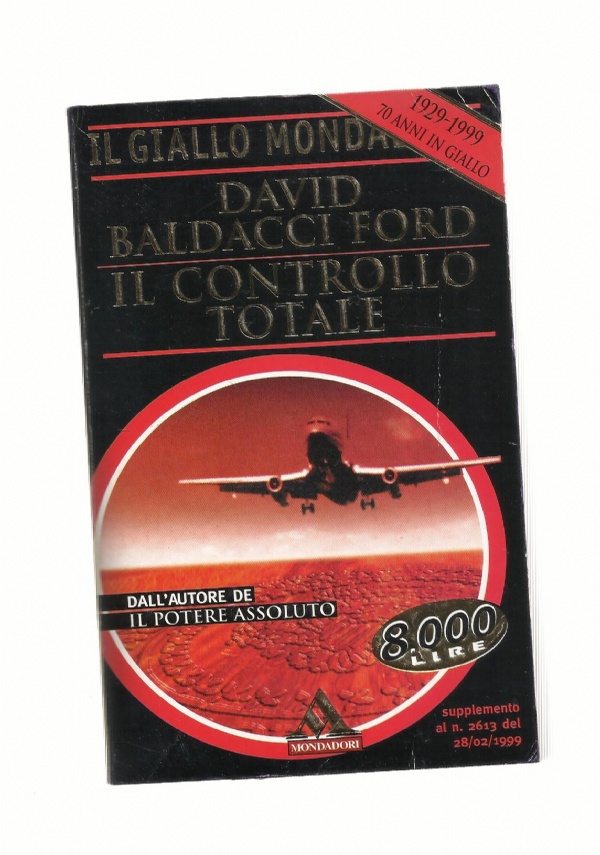 1929-1999
70 ANNI IN GIALLO
IL GIALLO MONDA
DAVID
BALDACCI FORD
IL CONTROLLO
TOTALE
DALL'AUTORE DE
IL POTERE ASSOLUTO
8.000
LIRE
supplemento
al n. 2613 del
28/02/1999
MONDADORI